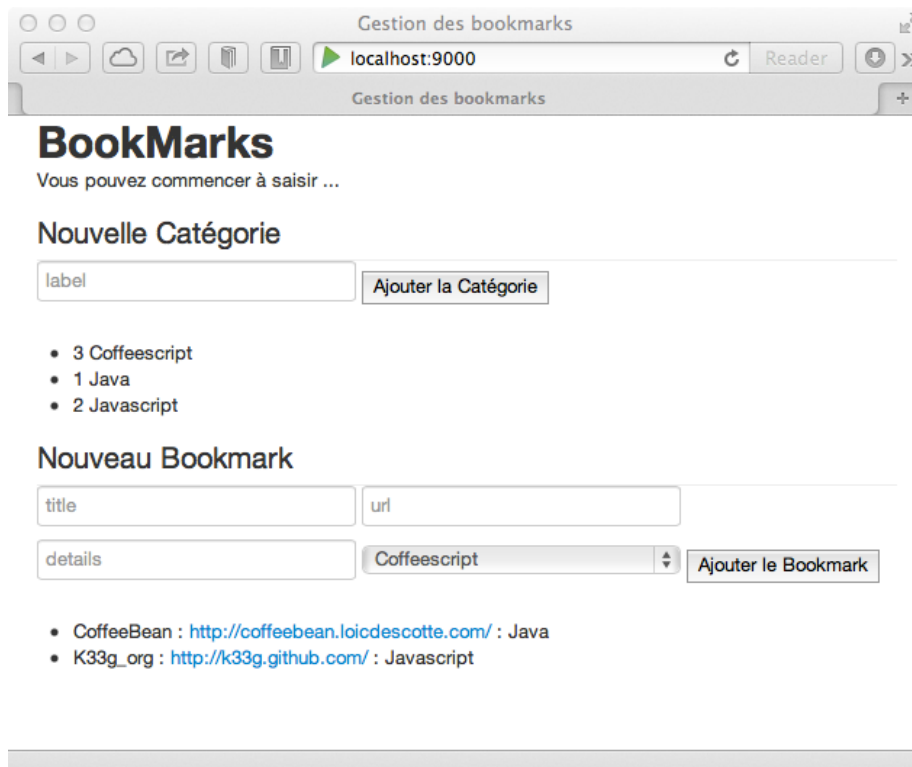 Gestion des bookmarks
localhost:9000
Reader
Gestion des bookmarks
BookMarks
Vous pouvez commencer à saisir ...
Nouvelle Catégorie
label Ajouter la Catégorie
3 Coffeescript
1 Java
2 Javascript
Nouveau Bookmark
title url
details Coffeescript Ajouter le Bookmark
CoffeeBean : http://coffeebean.loicdescotte.com/ : Java
K33g_org : http://k33g.github.com/ : Javascript